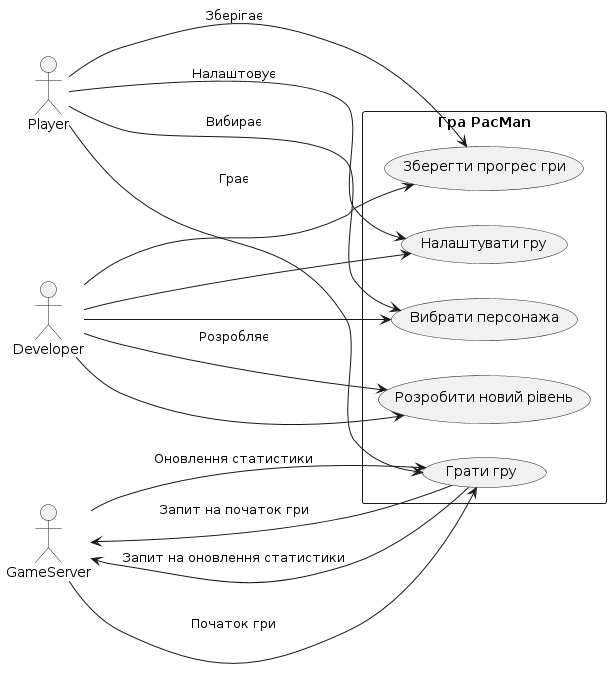 Зберігає
Player
Налаштовує
Вибирає
Грає
Гра PacMan
Зберегти прогрес гри
Налаштувати гру
Вибрати персонажа
Developer
Розробляє
Розробити новий рівень
Грати гру
Оновлення статистики
Запит на початок гри
GameServer
Запит на оновлення статистики
Початок гри